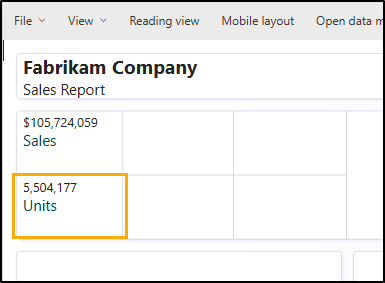 File View Reading view Mobile layout Open data m
Fabrikam Company
Sales Report
$105,724,059
Sales
5,504,177
Units